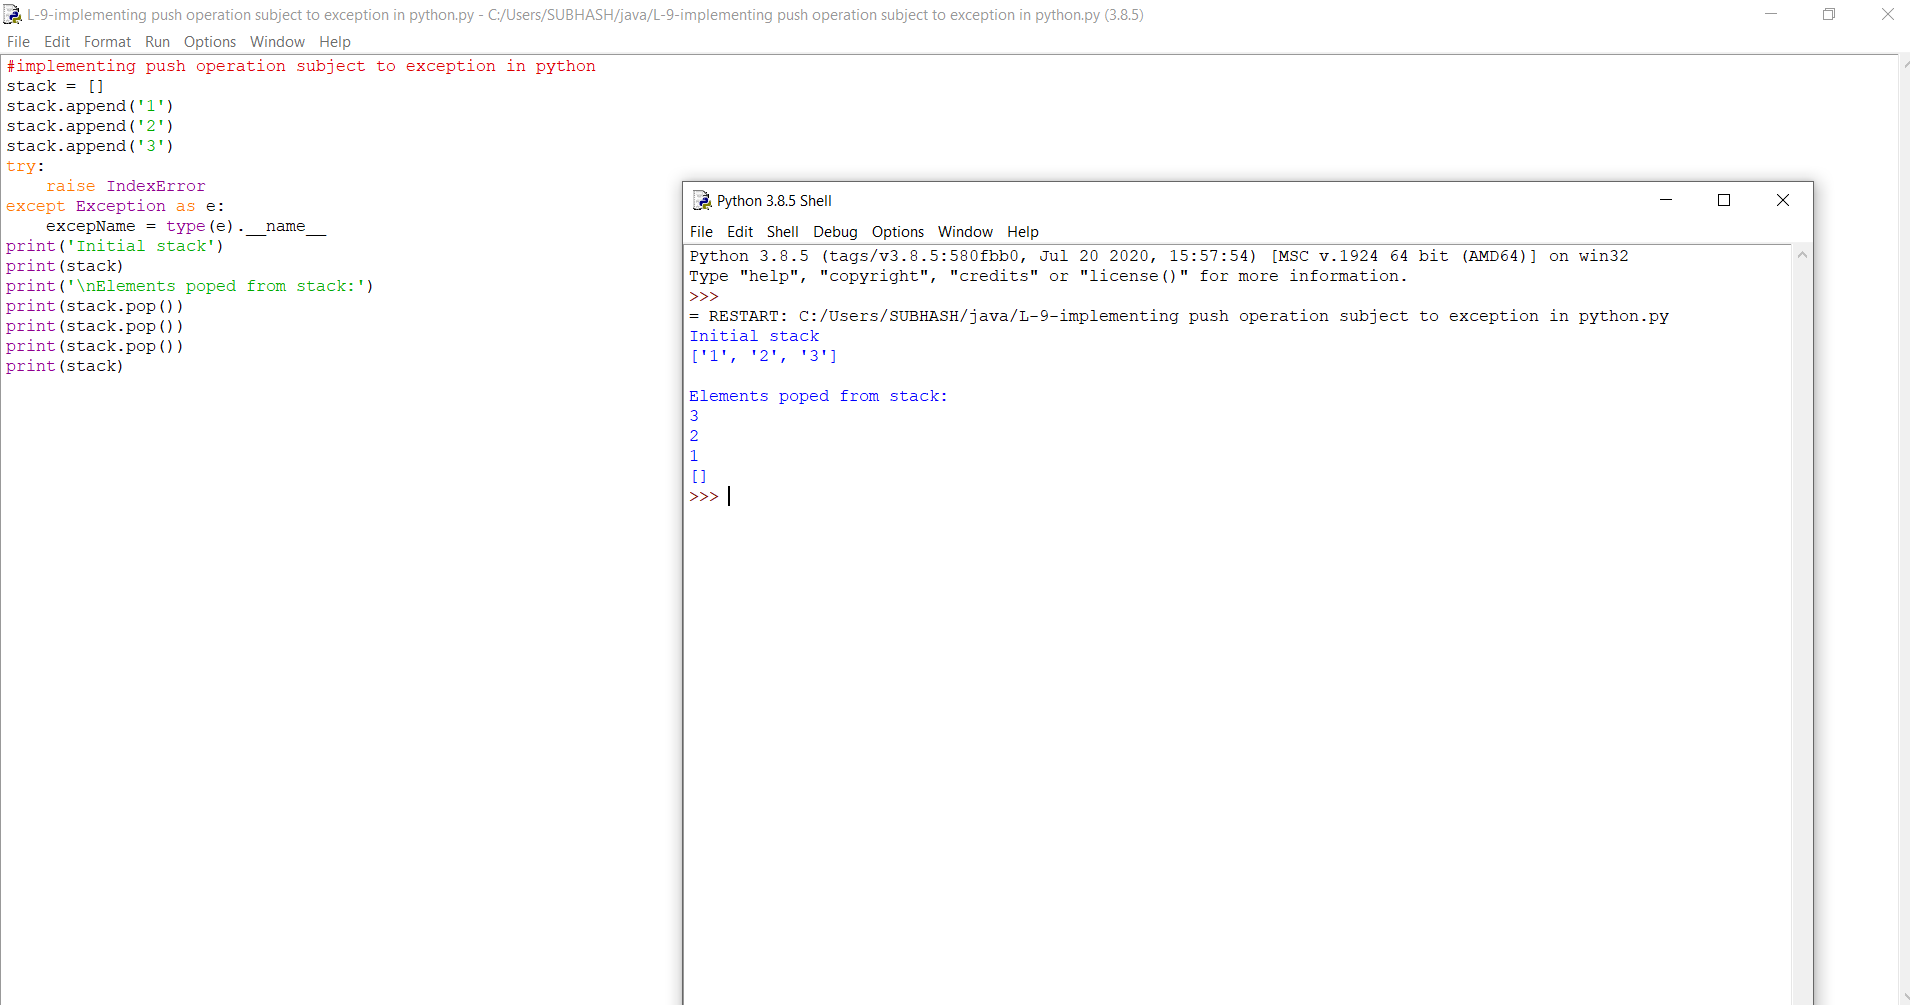 L-9-implementing push operation subject to exception in python.py - C:/Users/SUBHASH/java/L-9-implementing push operation subject to exception in python.py (3.8.5)
File Edit Format Run Options Window Help
#implementing push operation subject to exception in python
stack = []
stack.append('1')
stack.append('2')
stack.append('3')
try:
    raise IndexError
except Exception as e:
    excepName = type(e).__name__
print('Initial stack')
print(stack)
print('\nElements poped from stack:')
print(stack.pop())
print(stack.pop())
print(stack.pop())
print(stack)
Python 3.8.5 Shell
File Edit Shell Debug Options Window Help
Python 3.8.5 (tags/v3.8.5:580fbb0, Jul 20 2020, 15:57:54) [MSC v.1924 64 bit (AMD64)] on win32
Type "help", "copyright", "credits" or "license()" for more information.
>>>
= RESTART: C:/Users/SUBHASH/java/L-9-implementing push operation subject to exception in python.py
Initial stack
['1', '2', '3']

Elements poped from stack:
3
2
1
[]
>>>